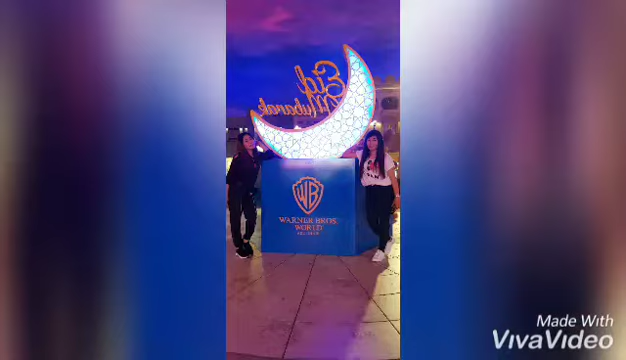 Eid
Mubarak
WB
WARNER BROS.
WORLD
Made With
VivaVideo